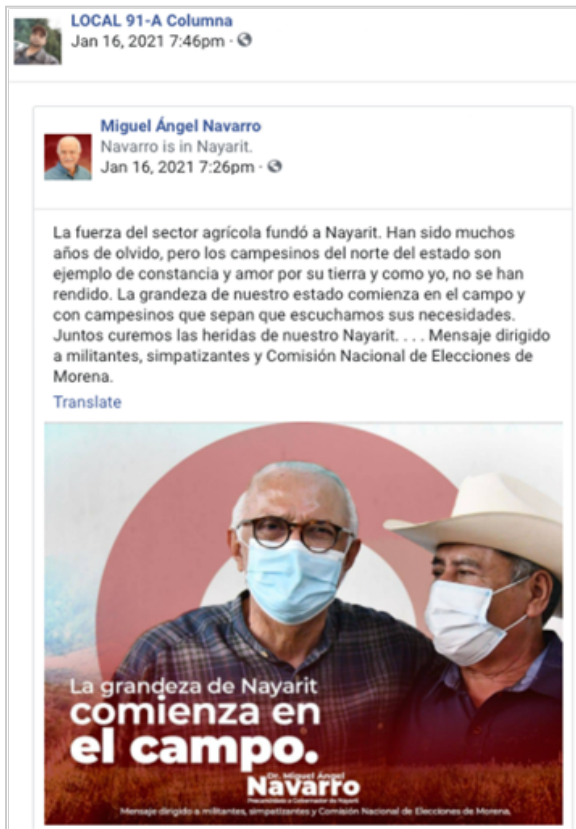 LOCAL 91-A Columna
Jan 16, 2021 7:46pm ·
Miguel Ángel Navarro
Navarro is in Nayarit.
Jan 16, 2021 7:26pm ·
La fuerza del sector agrícola fundó a Nayarit. Han sido muchos
años de olvido, pero los campesinos del norte del estado son
ejemplo de constancia y amor por su tierra y como yo, no se han
rendido. La grandeza de nuestro estado comienza en el campo y
con campesinos que sepan que escuchamos sus necesidades.
Juntos curemos las heridas de nuestro Nayarit. . . . Mensaje dirigido
a militantes, simpatizantes y Comisión Nacional de Elecciones de
Morena.
Translate
La grandeza de Nayarit
comienza en
el campo.
Dr. Miguel Ángel
Navarro
Precandidato a Gobernador de Nayarit
Mensaje dirigido a militantes, simpatizantes y Comisión Nacional de Elecciones de Morena.